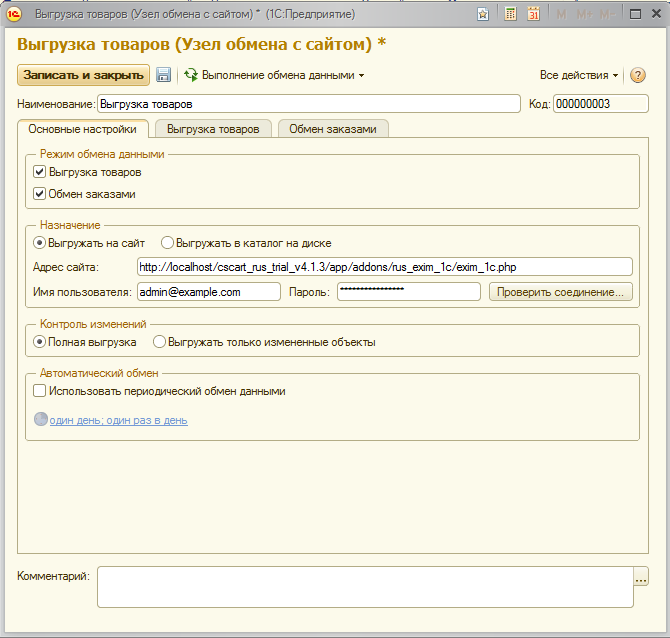 Выгрузка товаров (Узел обмена с сайтом) * (1С:Предприятие)
31 M M+ M-
Выгрузка товаров (Узел обмена с сайтом) *
Записать и закрыть Выполнение обмена данными Все действия ?
Наименование: Выгрузка товаров Код: 000000003
Основные настройки Выгрузка товаров Обмен заказами
Режим обмена данными
Выгрузка товаров
Обмен заказами
Назначение
Выгружать на сайт Выгружать в каталог на диске
Адрес сайта: http://localhost/cscart_rus_trial_v4.1.3/app/addons/rus_exim_1c/exim_1c.php
Имя пользователя: admin@example.com Пароль: **************** Проверить соединение...
Контроль изменений
Полная выгрузка Выгружать только измененные объекты
Автоматический обмен
Использовать периодический обмен данными
один день; один раз в день
Комментарий: ...